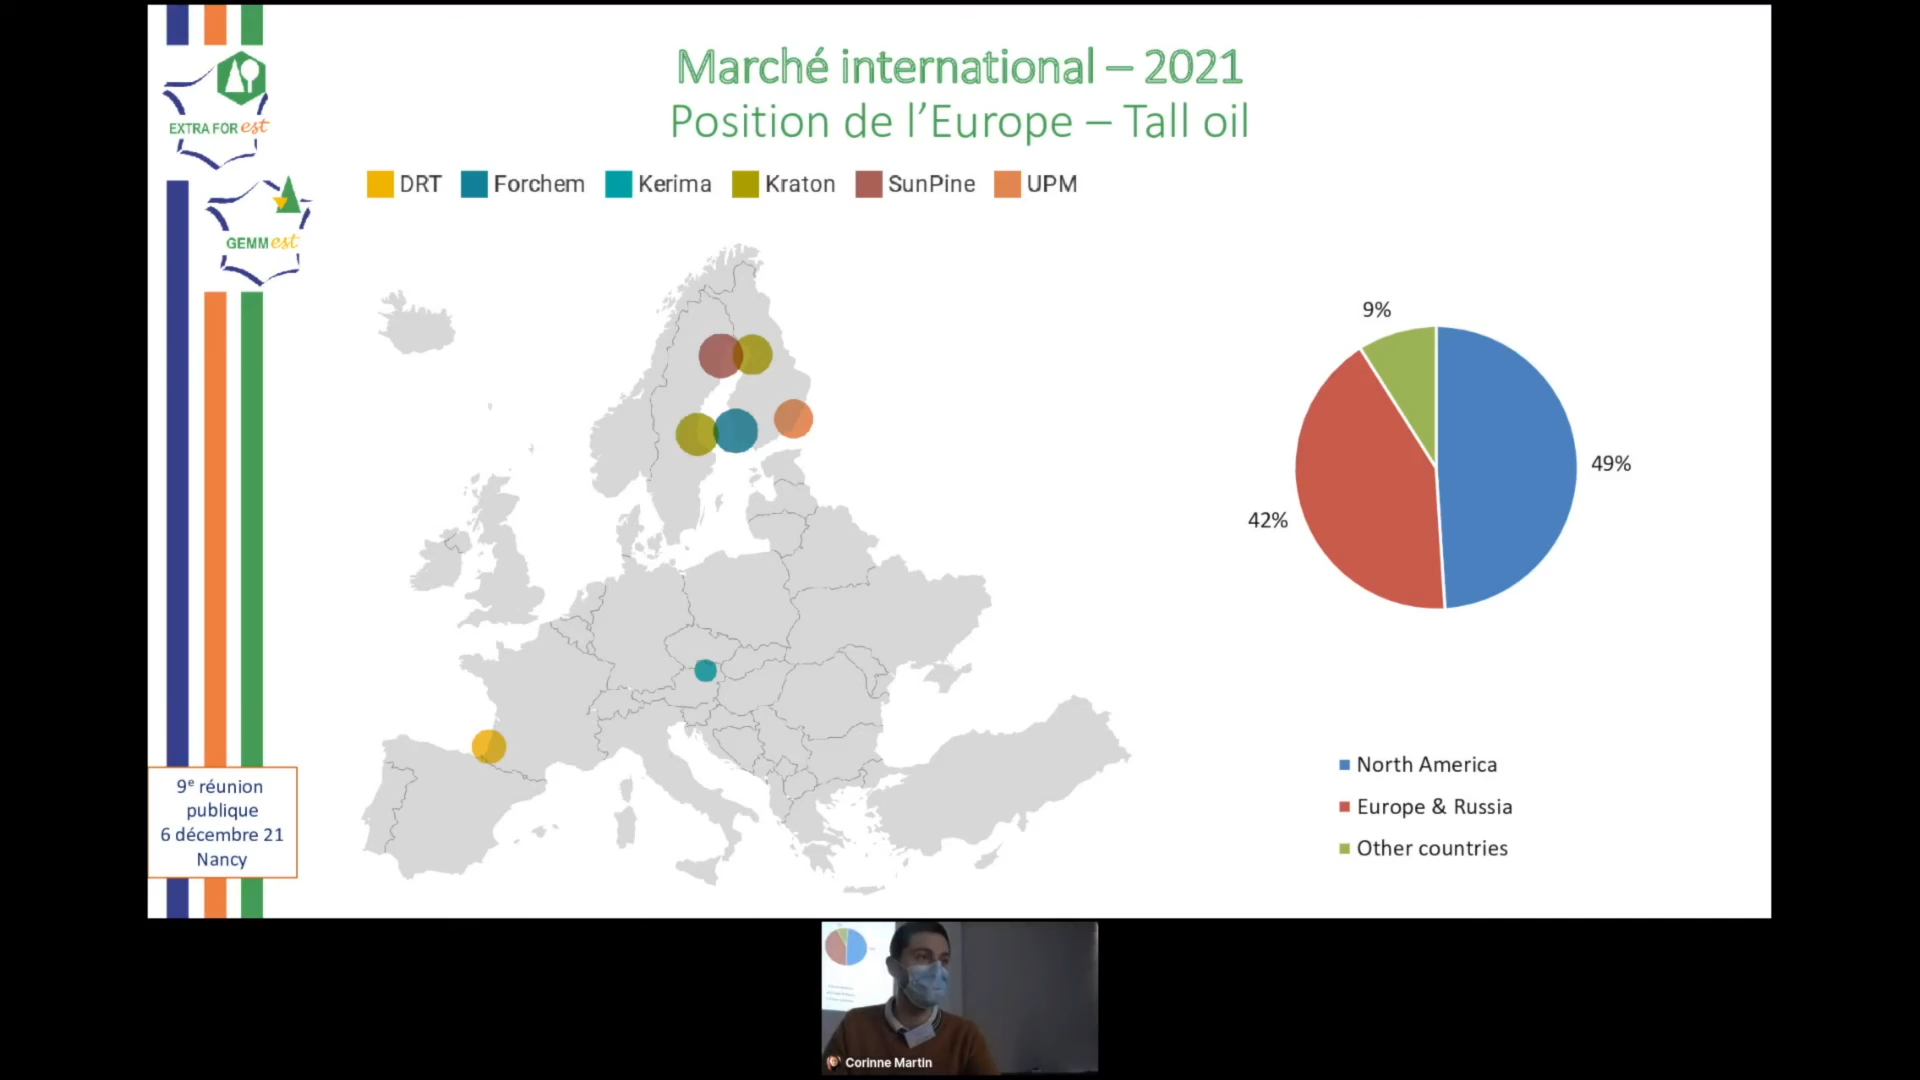 Marché international – 2021
Position de l’Europe – Tall oil
EXTRA FOR est
GEMM est
DRT
Forchem
Kerima
Kraton
SunPine
UPM
9%
49%
42%
North America
Europe & Russia
Other countries
9e réunion
publique
6 décembre 21
Nancy
Corinne Martin